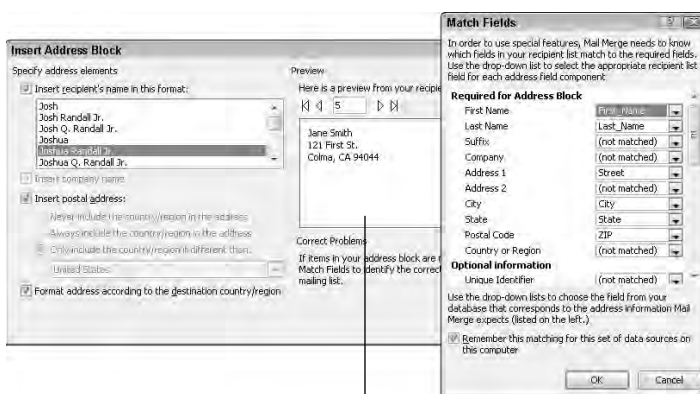 Insert Address Block
Specify address elements
Insert recipient's name in this format:
Josh
Josh Randall Jr.
Josh Q. Randall Jr.
Joshua
Joshua Randall Jr.
Joshua Q. Randall Jr.
Insert company name
Insert postal address:
Never include the country/region in the address
Always include the country/region in the address
Only include the country/region if different than:
United States
Format address according to the destination country/region
Preview
Here is a preview from your recipie
5
Jane Smith
121 First St.
Colma, CA 94044
Correct Problems
If items in your address block are
Match Fields to identify the correct
mailing list.
Match Fields
In order to use special features, Mail Merge needs to know
which fields in your recipient list match to the required fields.
Use the drop-down list to select the appropriate recipient list
field for each address field component
Required for Address Block
First Name First_Name
Last Name Last_Name
Suffix (not matched)
Company (not matched)
Address 1 Street
Address 2 (not matched)
City City
State State
Postal Code ZIP
Country or Region (not matched)
Optional information
Unique Identifier (not matched)
Use the drop-down lists to choose the field from your
database that corresponds to the address information Mail
Merge expects (listed on the left.)
Remember this matching for this set of data sources on
this computer
OK Cancel